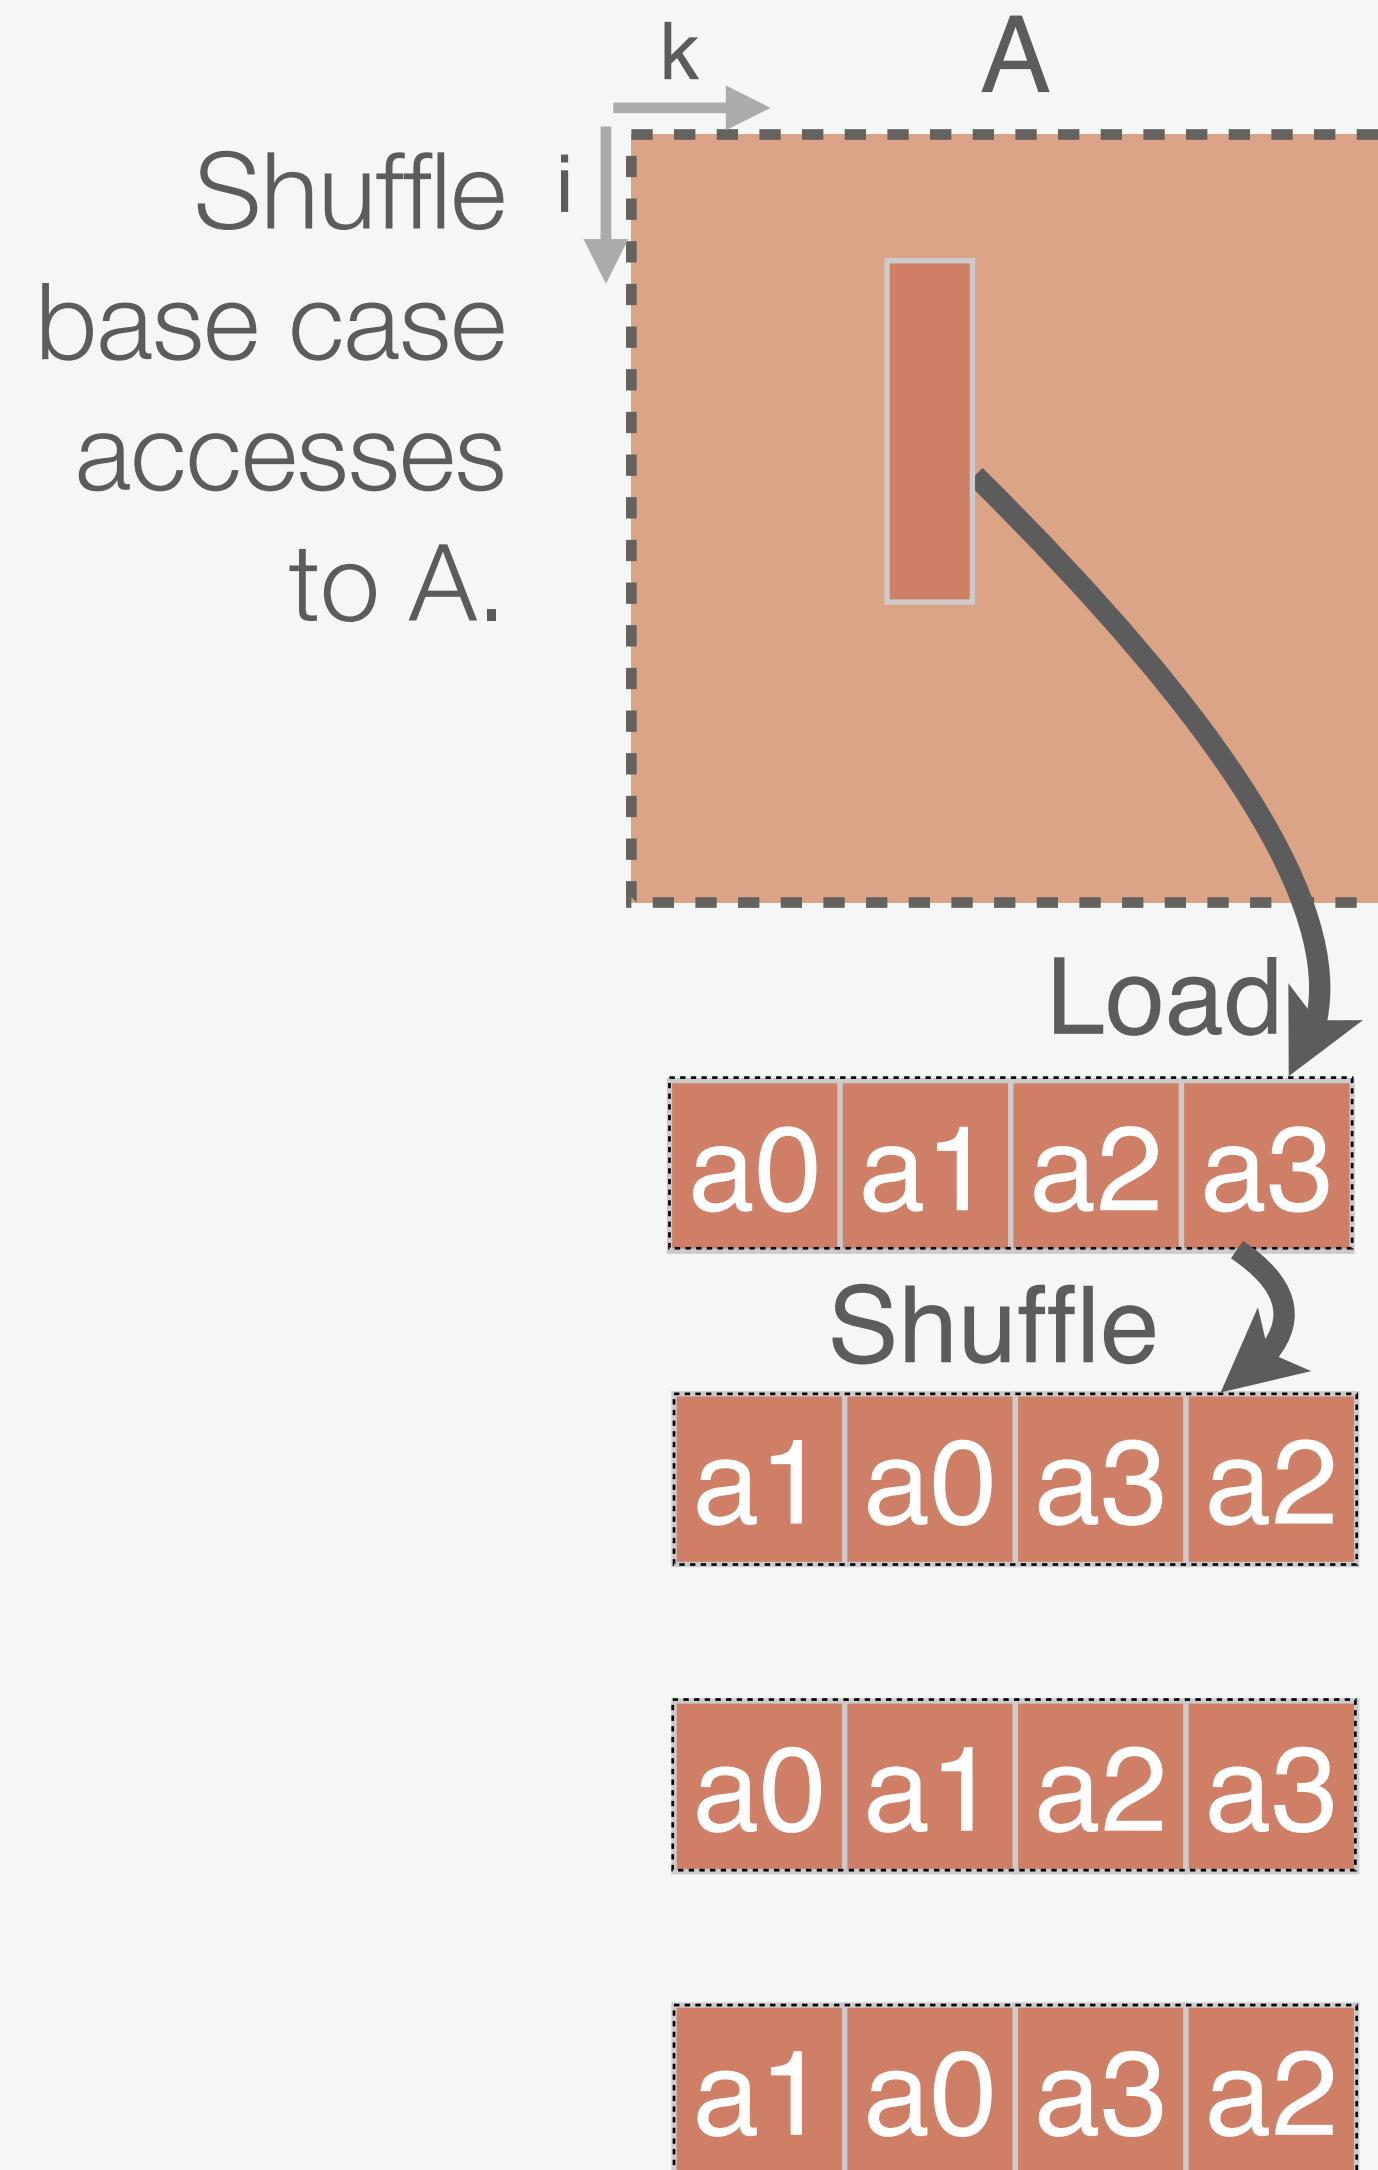 k
A
i
Shuffle
base case
accesses
to A.
Load
a0 a1 a2 a3
Shuffle
a1 a0 a3 a2
a0 a1 a2 a3
a1 a0 a3 a2